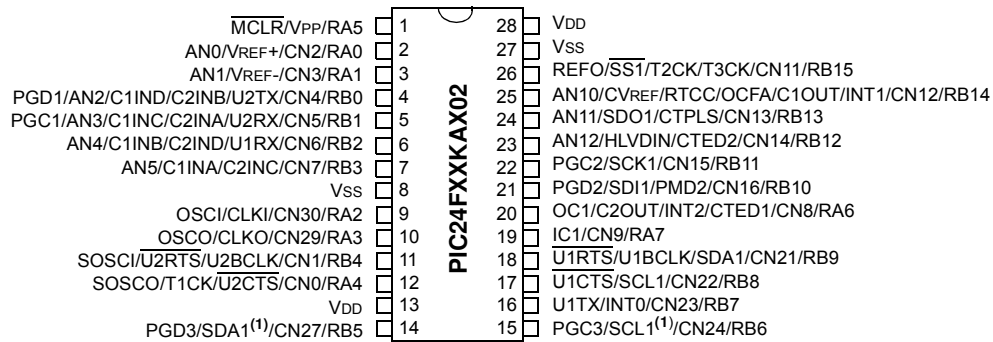 MCLR/VPP/RA5 1 28 VDD
AN0/VREF+/CN2/RA0 2 27 VSS
AN1/VREF-/CN3/RA1 3 26 REFO/SS1/T2CK/T3CK/CN11/RB15
PGD1/AN2/C1IND/C2INB/U2TX/CN4/RB0 4 25 AN10/CVREF/RTCC/OCFA/C1OUT/INT1/CN12/RB14
PGC1/AN3/C1INC/C2INA/U2RX/CN5/RB1 5 24 AN11/SDO1/CTPLS/CN13/RB13
AN4/C1INB/C2IND/U1RX/CN6/RB2 6 23 AN12/HLVDIN/CTED2/CN14/RB12
AN5/C1INA/C2INC/CN7/RB3 7 22 PGC2/SCK1/CN15/RB11
VSS 8 21 PGD2/SDI1/PMD2/CN16/RB10
OSCI/CLKI/CN30/RA2 9 20 OC1/C2OUT/INT2/CTED1/CN8/RA6
OSCO/CLKO/CN29/RA3 10 19 IC1/CN9/RA7
SOSCI/U2RTS/U2BCLK/CN1/RB4 11 18 U1RTS/U1BCLK/SDA1/CN21/RB9
SOSCO/T1CK/U2CTS/CN0/RA4 12 17 U1CTS/SCL1/CN22/RB8
VDD 13 16 U1TX/INT0/CN23/RB7
PGD3/SDA1(1)/CN27/RB5 14 15 PGC3/SCL1(1)/CN24/RB6
PIC24FXXKAX02